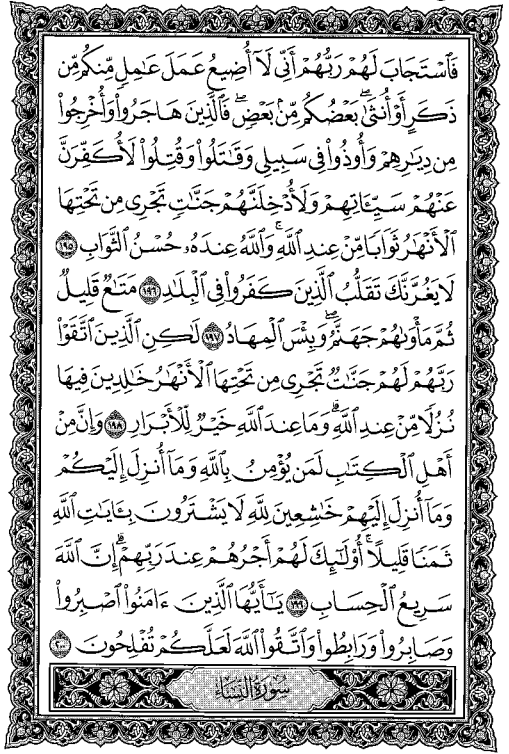 فَٱسْتَجَابَ لَهُمْ رَبُّهُمْ أَنِّي لَآ أُضِيعُ عَمَلَ عَٰمِلٍ مِّنكُم مِّن
ذَكَرٍ أَوْ أُنثَىٰۖ بَعْضُكُم مِّنۢ بَعْضٍۖ فَٱلَّذِينَ هَاجَرُوا۟ وَأُخْرِجُوا۟
مِن دِيَٰرِهِمْ وَأُوذُوا۟ فِي سَبِيلِي وَقَٰتَلُوا۟ وَقُتِلُوا۟ لَأُكَفِّرَنَّ
عَنْهُمْ سَيِّـَٔاتِهِمْ وَلَأُدْخِلَنَّهُمْ جَنَّٰتٍ تَجْرِي مِن تَحْتِهَا
ٱلْأَنْهَٰرُ ثَوَابًا مِّنْ عِندِ ٱللَّهِۗ وَٱللَّهُ عِندَهُۥ حُسْنُ ٱلثَّوَابِ ١٩٥
لَا يَغُرَّنَّكَ تَقَلُّبُ ٱلَّذِينَ كَفَرُوا۟ فِي ٱلْبِلَٰدِ ١٩٦ مَتَٰعٌ قَلِيلٌ
ثُمَّ مَأْوَىٰهُمْ جَهَنَّمُۖ وَبِئْسَ ٱلْمِهَادُ ١٩٧ لَٰكِنِ ٱلَّذِينَ ٱتَّقَوْا۟
رَبَّهُمْ لَهُمْ جَنَّٰتٌ تَجْرِي مِن تَحْتِهَا ٱلْأَنْهَٰرُ خَٰلِدِينَ فِيهَا
نُزُلًا مِّنْ عِندِ ٱللَّهِۗ وَمَا عِندَ ٱللَّهِ خَيْرٌ لِّلْأَبْرَارِ ١٩٨ وَإِنَّ مِنْ
أَهْلِ ٱلْكِتَٰبِ لَمَن يُؤْمِنُ بِٱللَّهِ وَمَآ أُنزِلَ إِلَيْكُمْ
وَمَآ أُنزِلَ إِلَيْهِمْ خَٰشِعِينَ لِلَّهِ لَا يَشْتَرُونَ بِـَٔايَٰتِ ٱللَّهِ
ثَمَنًا قَلِيلًاۗ أُو۟لَٰٓئِكَ لَهُمْ أَجْرُهُمْ عِندَ رَبِّهِمْۗ إِنَّ ٱللَّهَ
سَرِيعُ ٱلْحِسَابِ ١٩٩ يَٰٓأَيُّهَا ٱلَّذِينَ ءَامَنُوا۟ ٱصْبِرُوا۟
وَصَابِرُوا۟ وَرَابِطُوا۟ وَٱتَّقُوا۟ ٱللَّهَ لَعَلَّكُمْ تُفْلِحُونَ ٢٠٠
سُورَةُ ٱلنِّسَاءِ